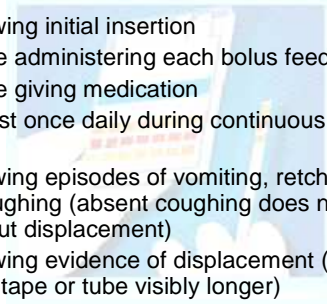 wing initial insertion
e administering each bolus feed
e giving medication
st once daily during continuous
wing episodes of vomiting, retch
ughing (absent coughing does n
ut displacement)
wing evidence of displacement (
tape or tube visibly longer)